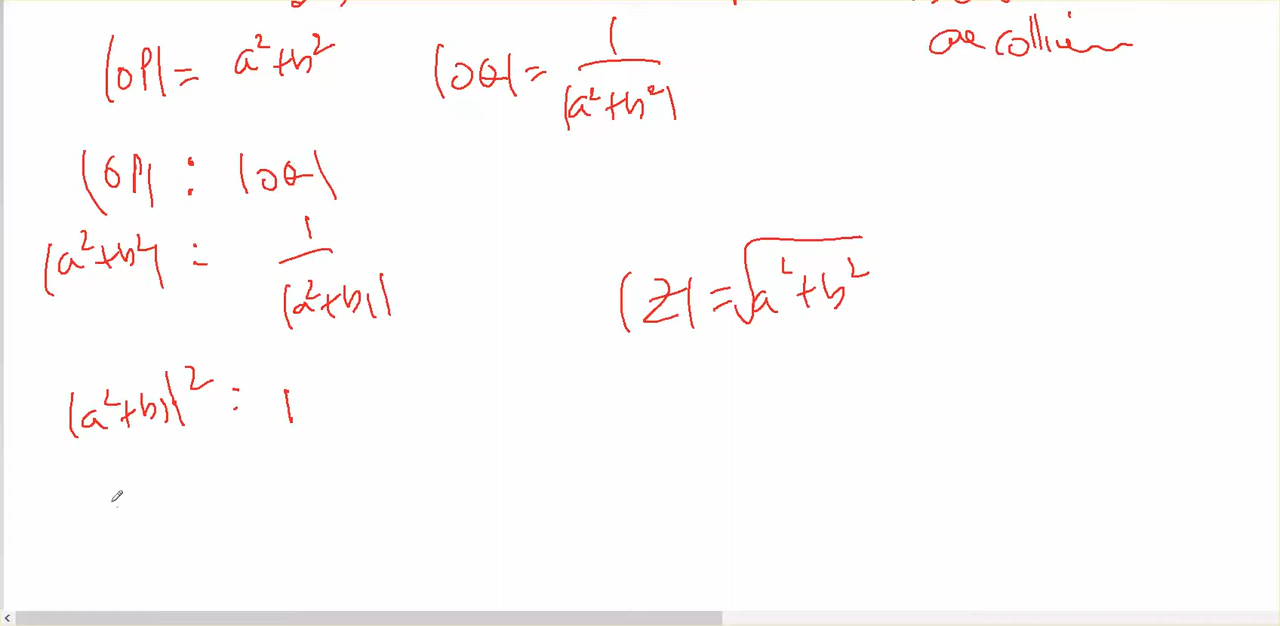 are collinear
|OP| = a²+b² |OQ| = 1/|a²+b²|
|OP| : |OQ|
|a²+b²| : 1/|a²+b²|
|z| = √a²+b²
|a²+b²|² : 1